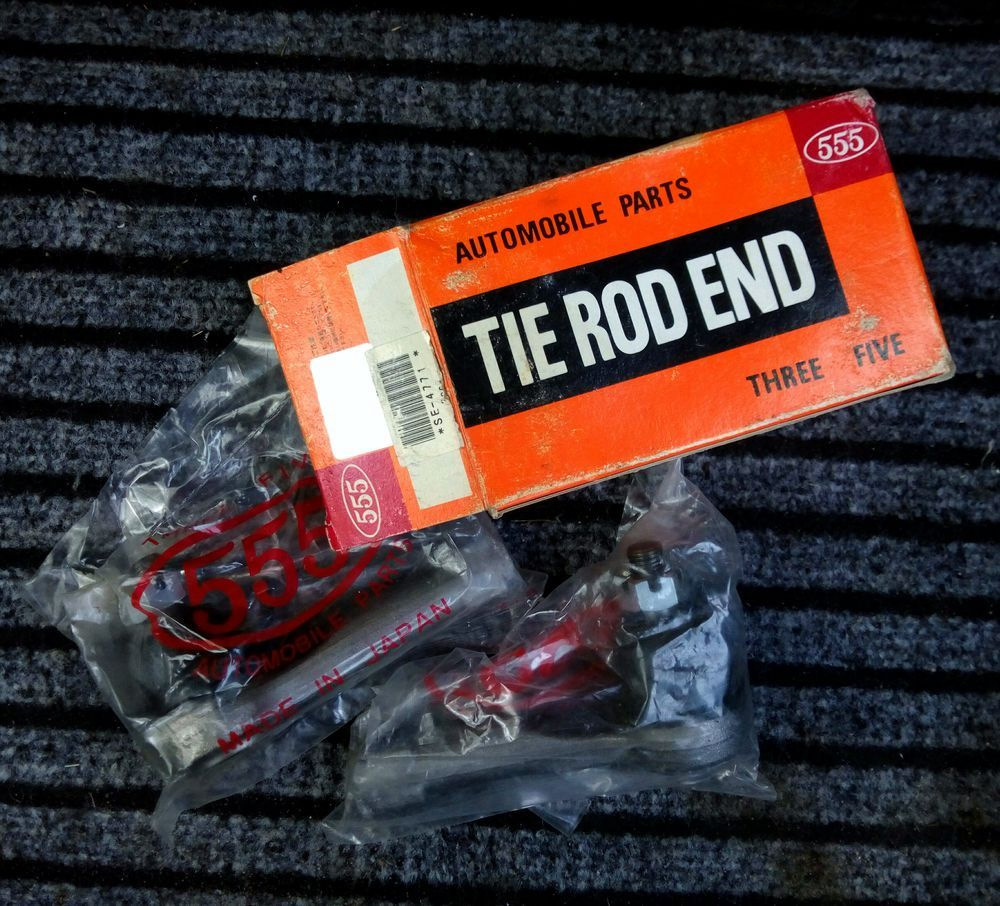 555
AUTOMOBILE PARTS
TIE ROD END
THREE FIVE
*SE-4771*
555
555
AUTOMOBILE PARTS
MADE IN JAPAN